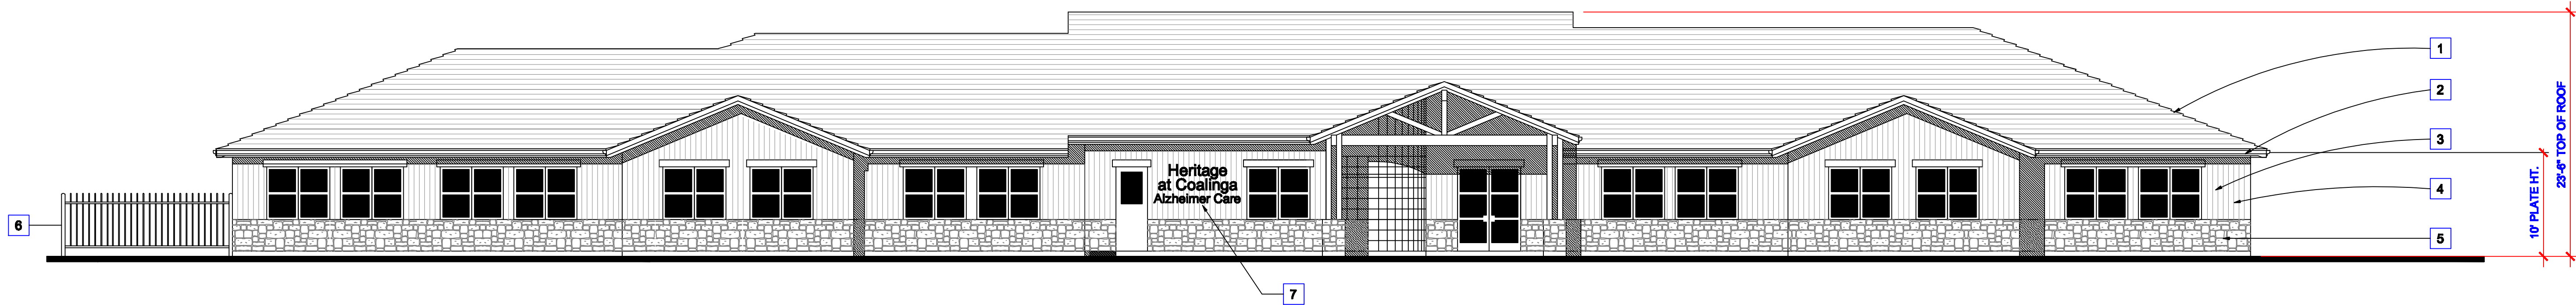 1
2
3
4
5
6
7
Heritage
at Coalinga
Alzheimer Care
10' PLATE HT.
23'-6" TOP OF ROOF